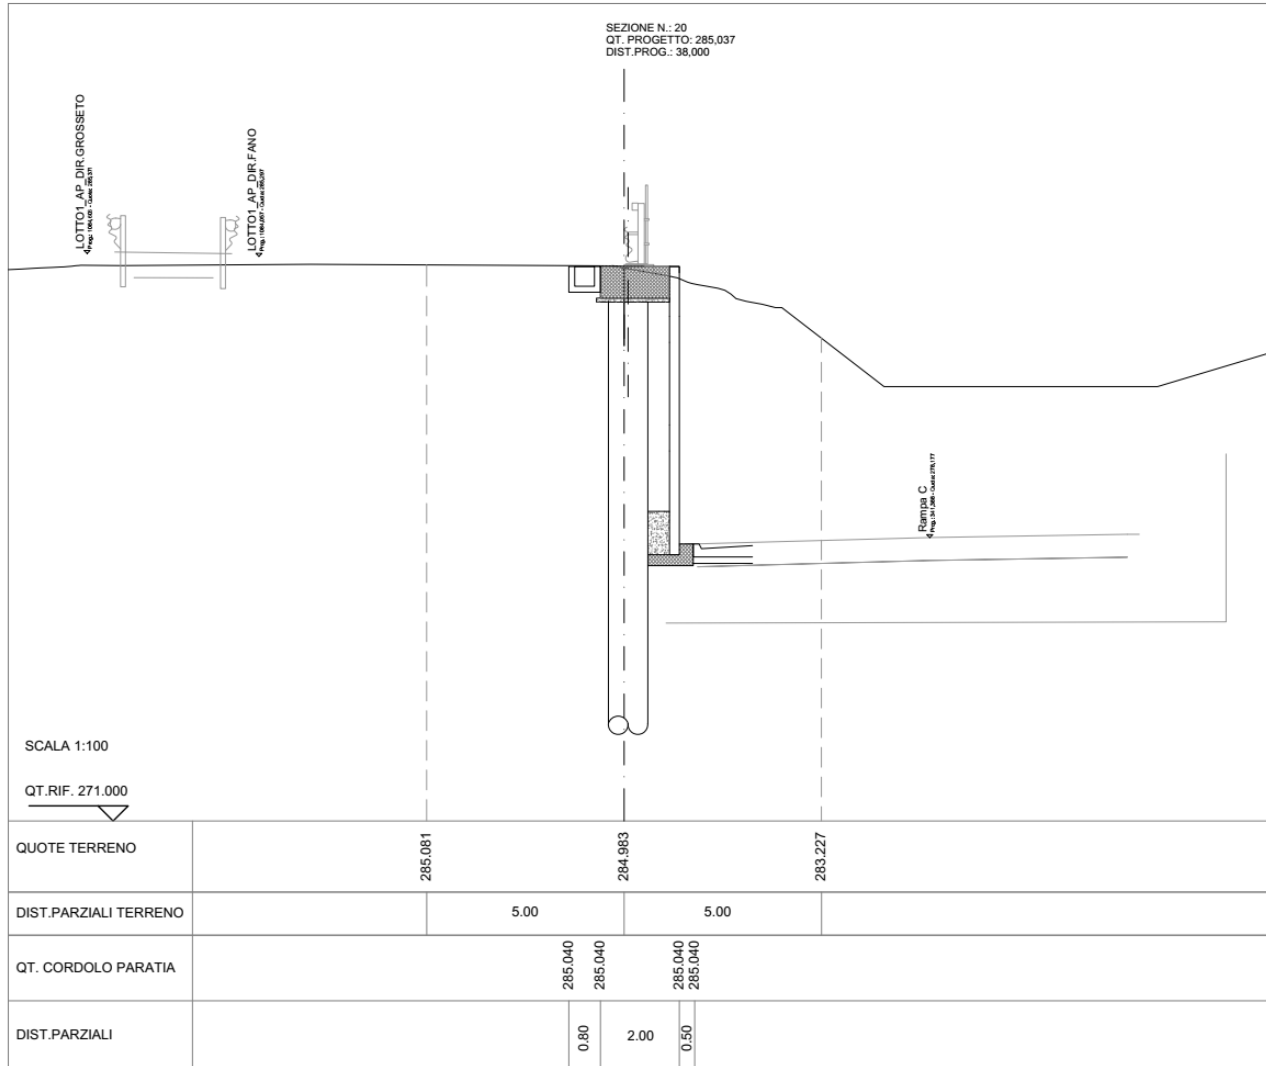 SEZIONE N.: 20
QT. PROGETTO: 285,037
DIST.PROG.: 38,000
LOTTO1_AP_DIR.GROSSETO
LOTTO1_AP_DIR.FANO
Rampa C
SCALA 1:100
QT.RIF. 271.000
QUOTE TERRENO
285.081
284.983
283.227
DIST.PARZIALI TERRENO
5.00
5.00
QT. CORDOLO PARATIA
285.040
285.040
285.040
285.040
DIST.PARZIALI
0.80
2.00
0.50